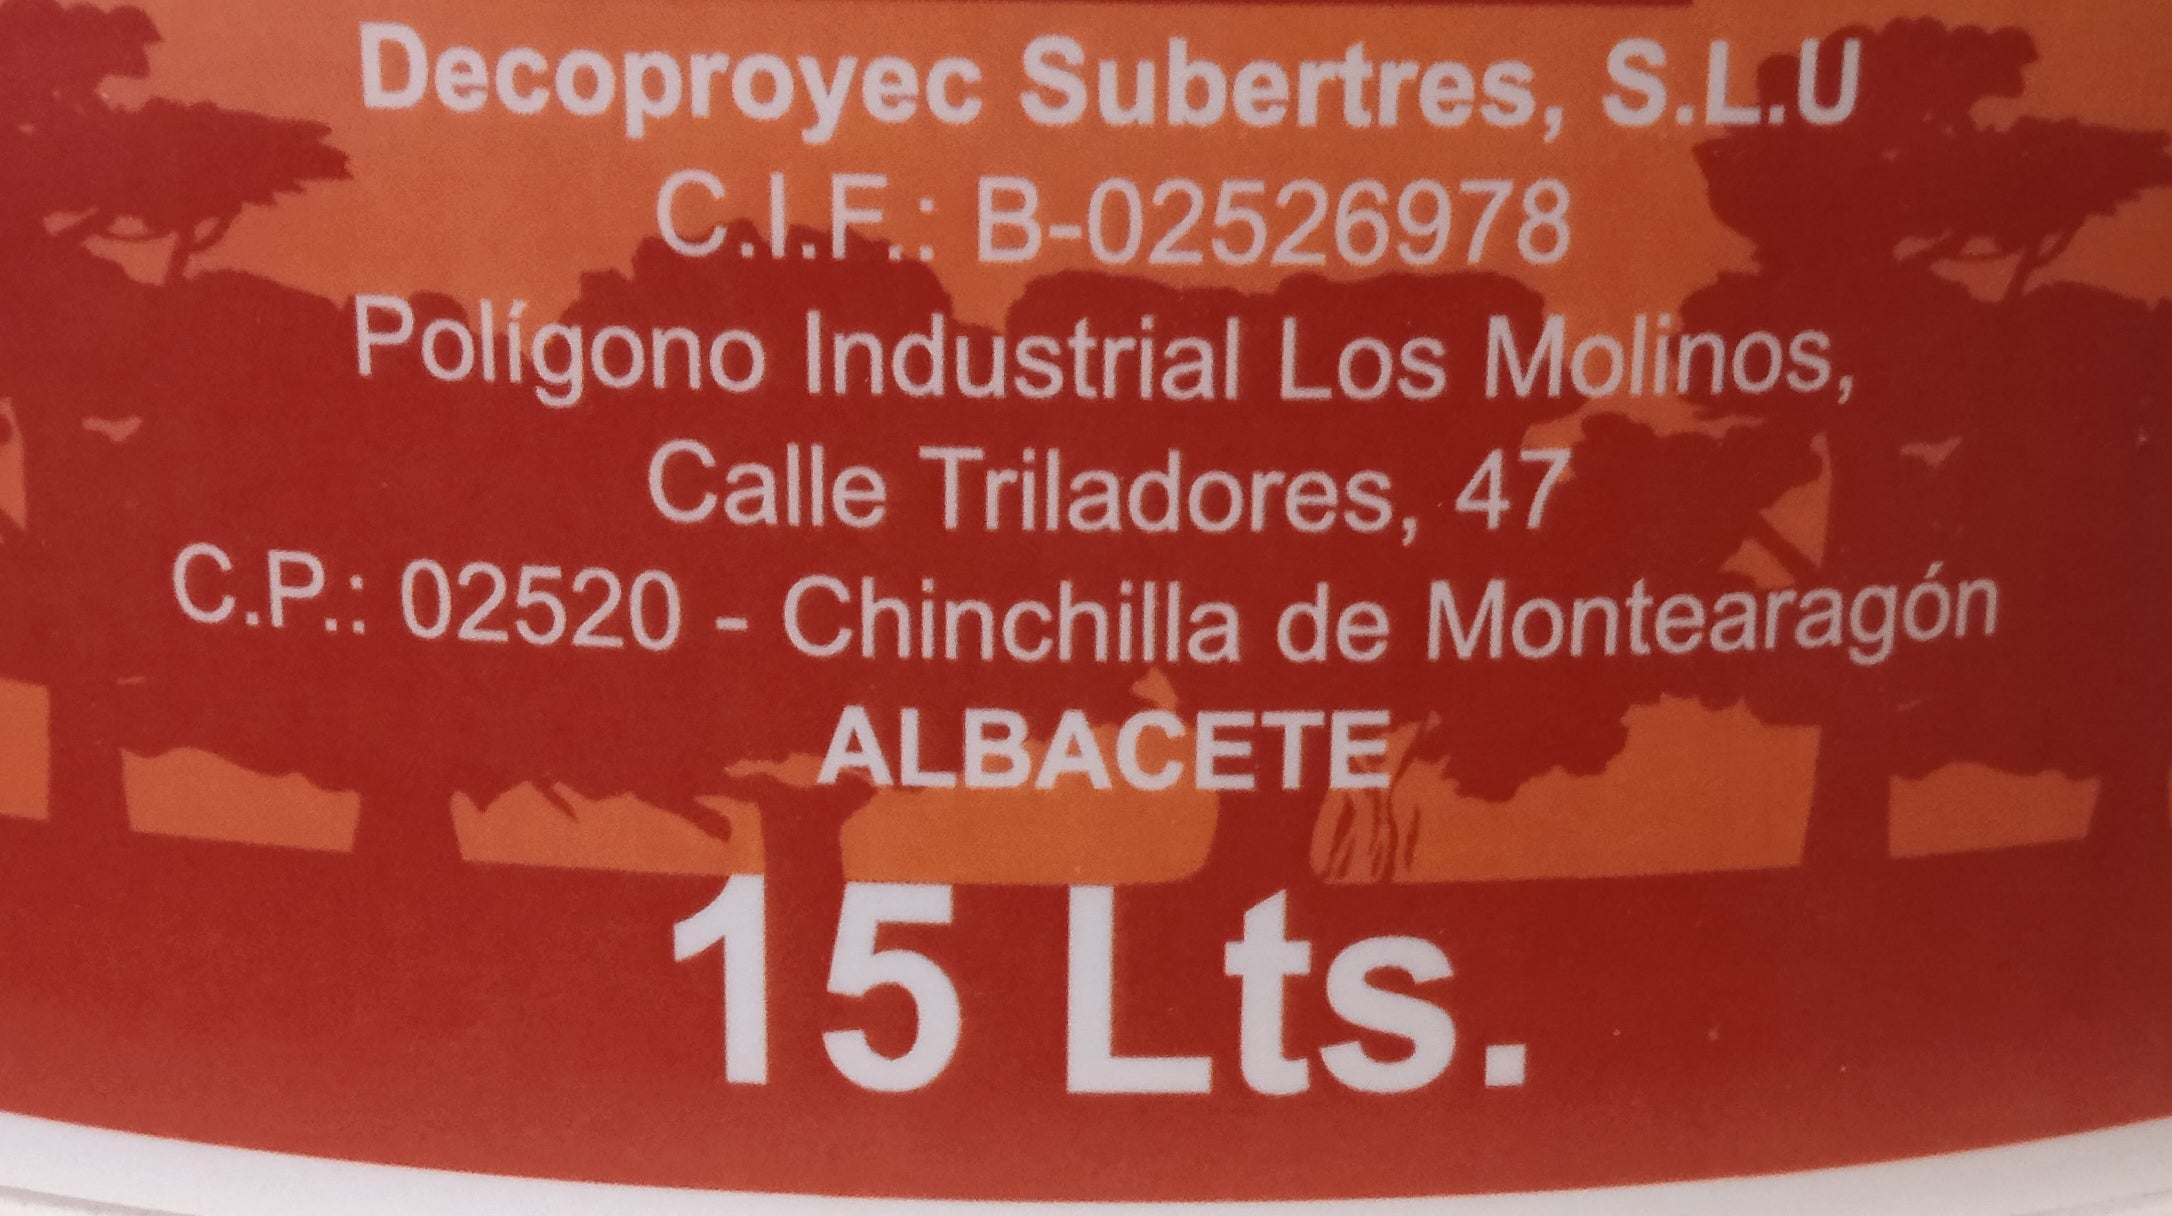 Decoproyec Subertres, S.L.U
C.I.F.: B-02526978
Polígono Industrial Los Molinos,
Calle Triladores, 47
C.P.: 02520 - Chinchilla de Montearagón
ALBACETE
15 Lts.